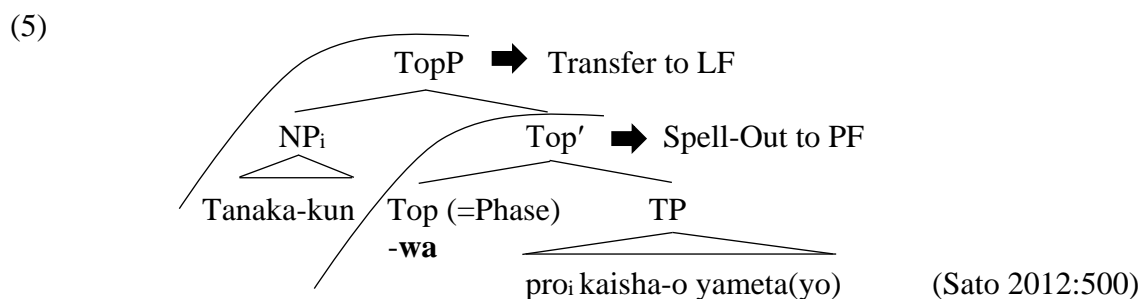 (5)
TopP ➡ Transfer to LF
NPi Top′ ➡ Spell-Out to PF
Tanaka-kun Top (=Phase) TP
-wa
proi kaisha-o yameta(yo) (Sato 2012:500)